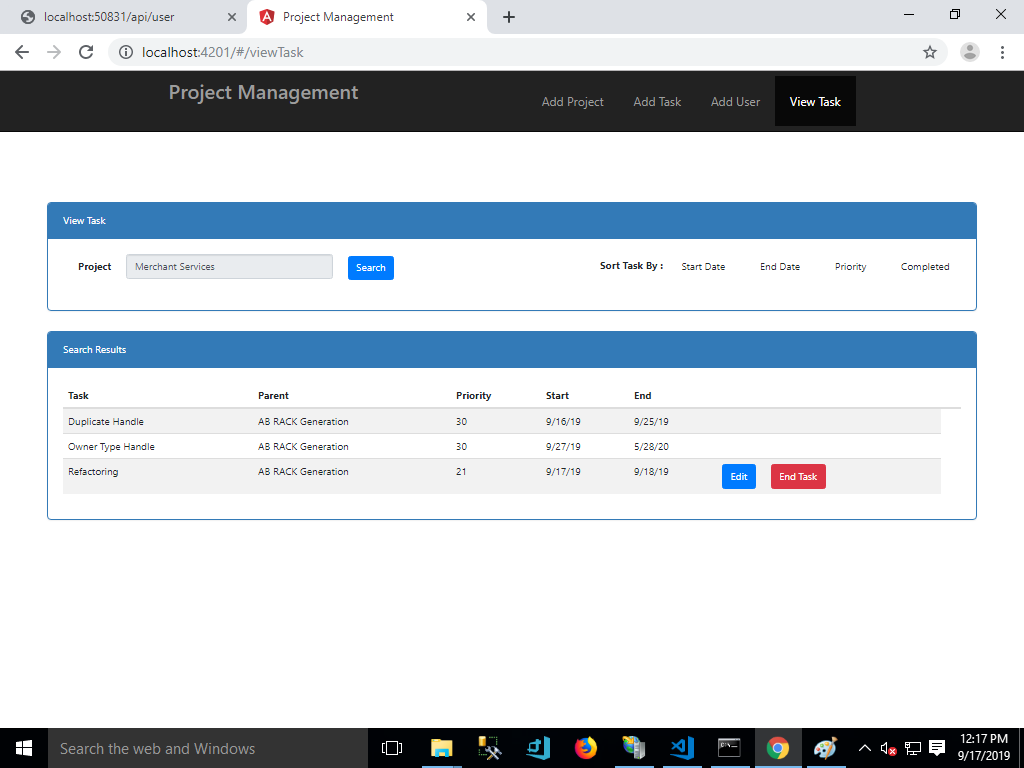 localhost:50831/api/user
Project Management
localhost:4201/#/viewTask
Project Management Add Project Add Task Add User View Task
View Task
Project Merchant Services Search Sort Task By : Start Date End Date Priority Completed
Search Results
Task Parent Priority Start End
Duplicate Handle AB RACK Generation 30 9/16/19 9/25/19
Owner Type Handle AB RACK Generation 30 9/27/19 5/28/20
Refactoring AB RACK Generation 21 9/17/19 9/18/19 Edit End Task
Search the web and Windows
12:17 PM
9/17/2019